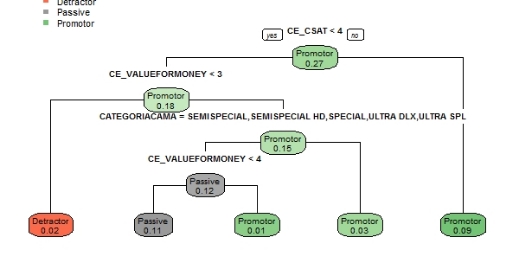 Detractor
Passive
Promotor
yes CE_CSAT < 4 no
Promotor
0.27
CE_VALUEFORMONEY < 3
Promotor
0.18
CATEGORIACAMA = SEMISPECIAL,SEMISPECIAL HD,SPECIAL,ULTRA DLX,ULTRA SPL
Promotor
0.15
CE_VALUEFORMONEY < 4
Passive
0.12
Detractor
0.02
Passive
0.11
Promotor
0.01
Promotor
0.03
Promotor
0.09